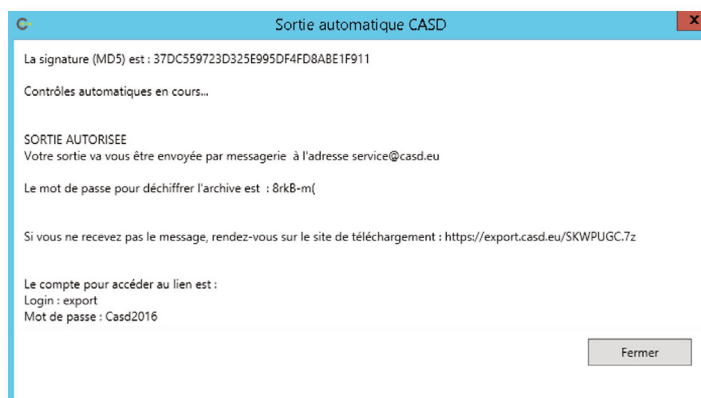 Sortie automatique CASD
La signature (MD5) est : 37DC559723D325E995DF4FD8ABE1F911
Contrôles automatiques en cours...
SORTIE AUTORISEE
Votre sortie va vous être envoyée par messagerie à l'adresse service@casd.eu
Le mot de passe pour déchiffrer l'archive est : 8rkB-m(
Si vous ne recevez pas le message, rendez-vous sur le site de téléchargement : https://export.casd.eu/SKWPUGC.7z
Le compte pour accéder au lien est :
Login : export
Mot de passe : Casd2016
Fermer